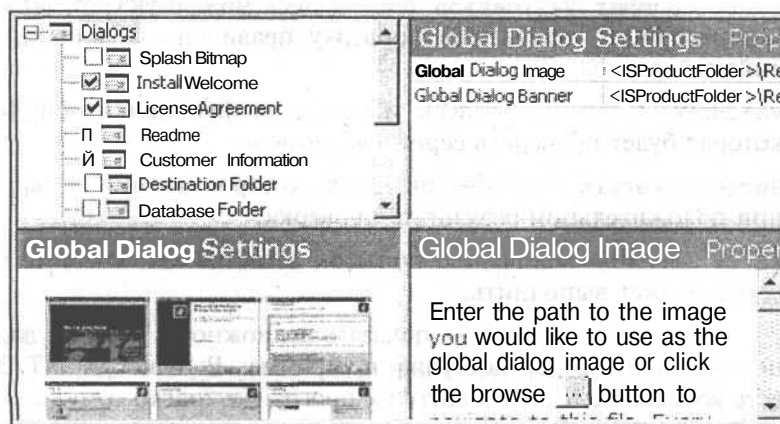 Dialogs
Splash Bitmap
InstallWelcome
LicenseAgreement
П Readme
Й Customer Information
Destination Folder
Database Folder
Global Dialog Settings
Global Dialog Image <ISProductFolder>\Re
Global Dialog Banner <ISProductFolder>\Re
Global Dialog Settings
Global Dialog Image
Enter the path to the image
you would like to use as the
global dialog image or click
the browse ... button to